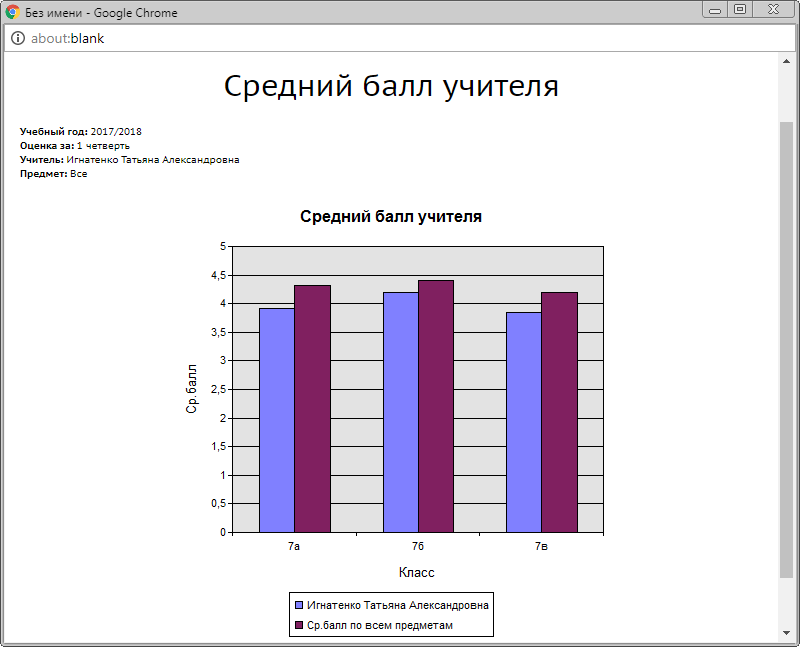 Без имени - Google Chrome
about:blank
Средний балл учителя
Учебный год: 2017/2018
Оценка за: 1 четверть
Учитель: Игнатенко Татьяна Александровна
Предмет: Все
Средний балл учителя
5
4,5
4
3,5
3
2,5
2
1,5
1
0,5
0
Ср.балл
7а 7б 7в
Класс
Игнатенко Татьяна Александровна
Ср.балл по всем предметам